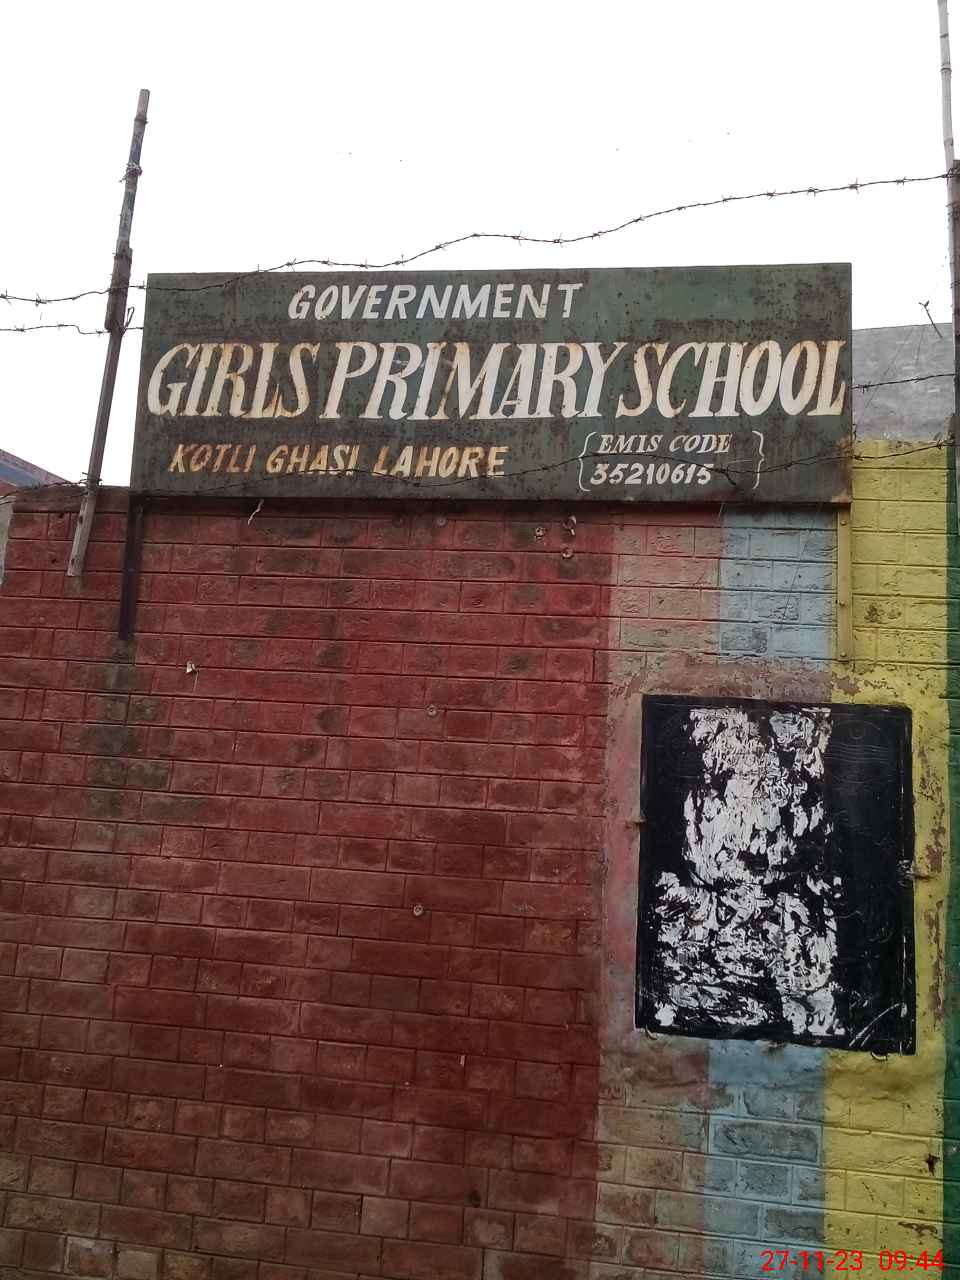 GOVERNMENT
GIRLS PRIMARY SCHOOL
KOTLI GHASI LAHORE
EMIS CODE
35210615
27-11-23 09:44